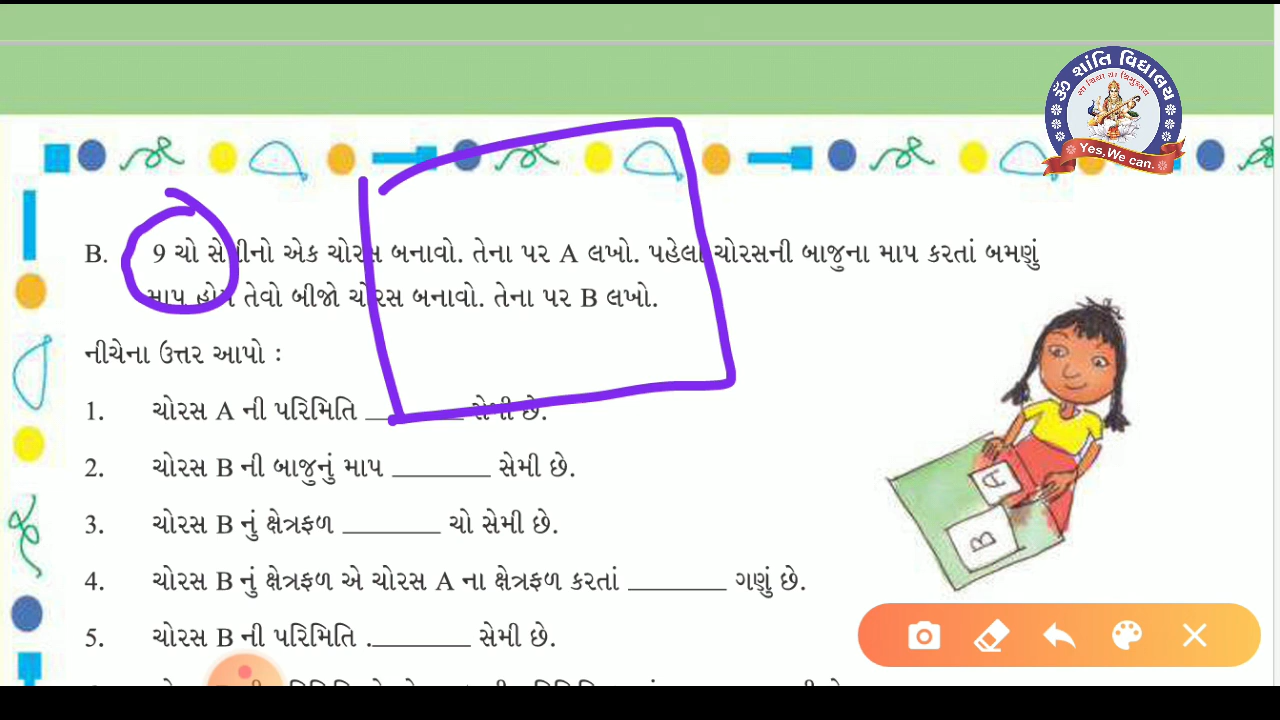 ૐ શાંતિ વિદ્યાલય
Yes,We can.
B. 9 ચો સેમીનો એક ચોરસ બનાવો. તેના પર A લખો. પહેલા ચોરસની બાજુના માપ કરતાં બમણું
માપ હોય તેવો બીજો ચોરસ બનાવો. તેના પર B લખો.
નીચેના ઉત્તર આપો :
1. ચોરસ A ની પરિમિતિ ________ સેમી છે.
2. ચોરસ B ની બાજુનું માપ ________ સેમી છે.
3. ચોરસ B નું ક્ષેત્રફળ ________ ચો સેમી છે.
4. ચોરસ B નું ક્ષેત્રફળ એ ચોરસ A ના ક્ષેત્રફળ કરતાં ________ ગણું છે.
5. ચોરસ B ની પરિમિતિ .________ સેમી છે.
A
B